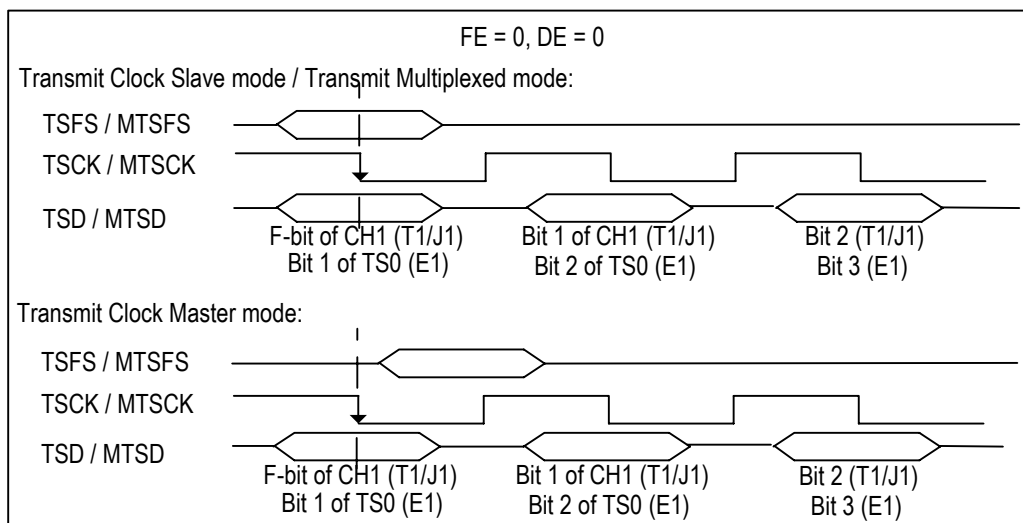 FE = 0, DE = 0
Transmit Clock Slave mode / Transmit Multiplexed mode:
TSFS / MTSFS
TSCK / MTSCK
TSD / MTSD
F-bit of CH1 (T1/J1) Bit 1 of CH1 (T1/J1) Bit 2 (T1/J1)
Bit 1 of TS0 (E1) Bit 2 of TS0 (E1) Bit 3 (E1)
Transmit Clock Master mode:
TSFS / MTSFS
TSCK / MTSCK
TSD / MTSD
F-bit of CH1 (T1/J1) Bit 1 of CH1 (T1/J1) Bit 2 (T1/J1)
Bit 1 of TS0 (E1) Bit 2 of TS0 (E1) Bit 3 (E1)